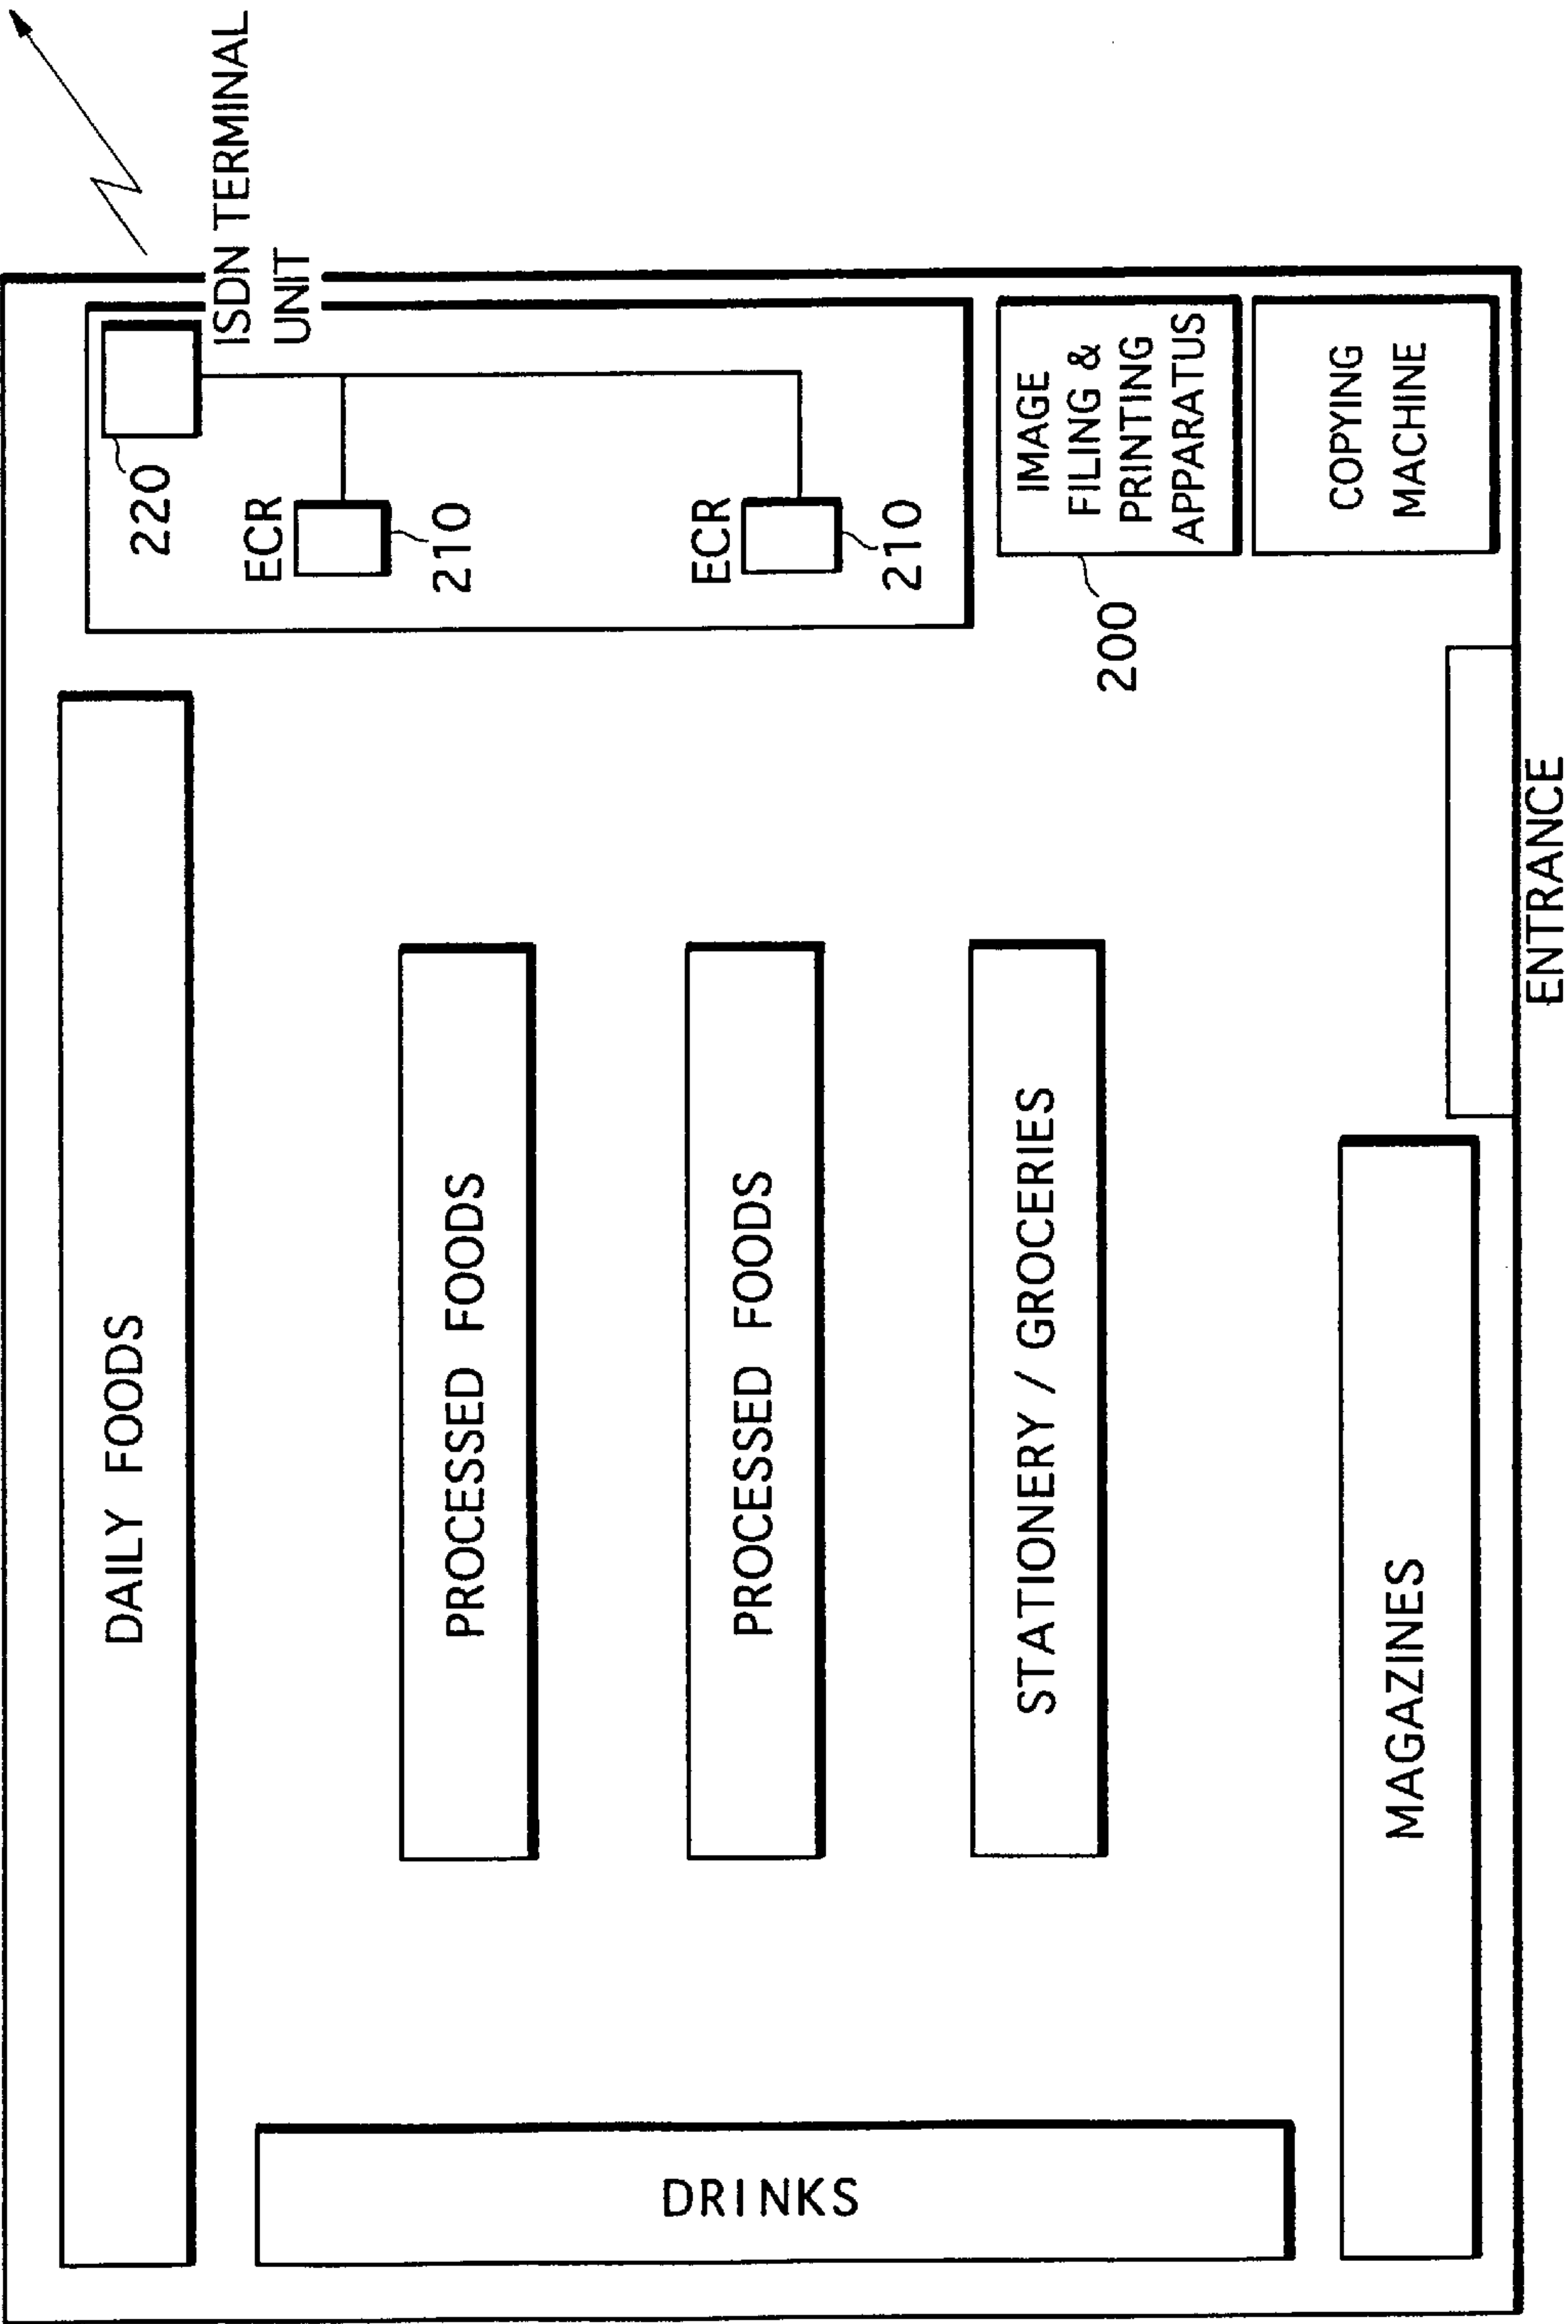 DAILY FOODS
220
ISDN TERMINAL
UNIT
ECR
210
PROCESSED FOODS
ECR
210
PROCESSED FOODS
IMAGE
FILING &
PRINTING
APPARATUS
200
STATIONERY / GROCERIES
COPYING
MACHINE
DRINKS
MAGAZINES
ENTRANCE